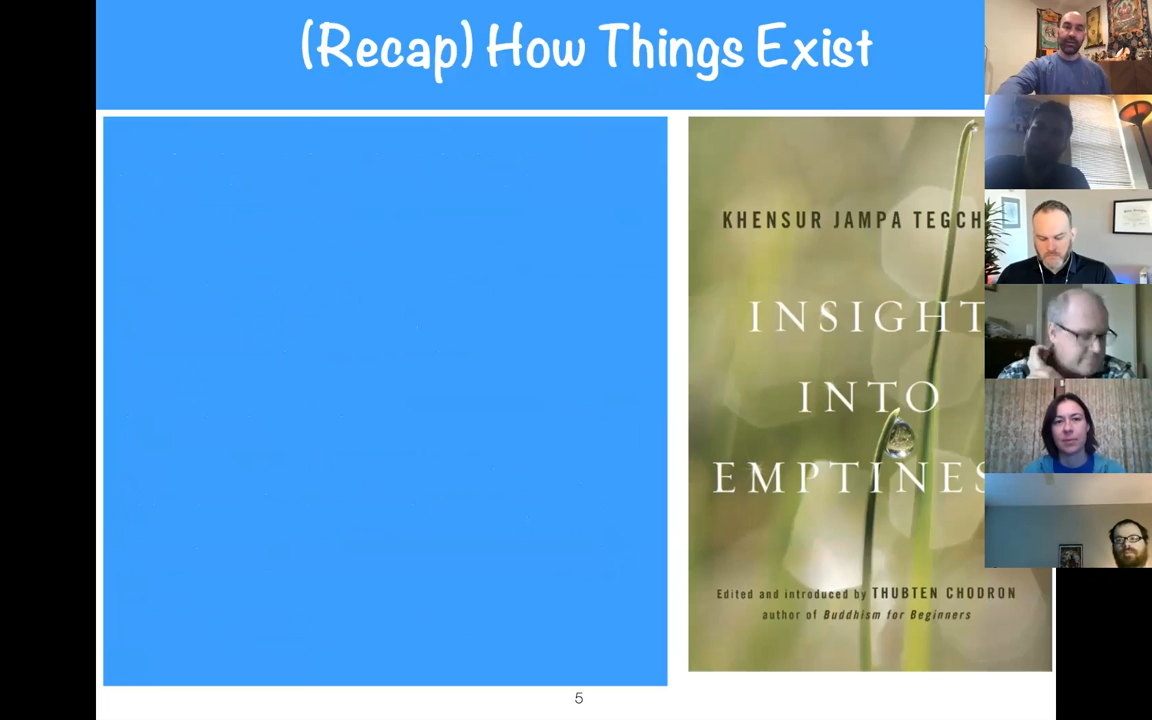 (Recap) How Things Exist
KHENSUR JAMPA TEGCH
INSIGHT
INTO
EMPTINES
Edited and introduced by THUBTEN CHODRON
author of Buddhism for Beginners
5